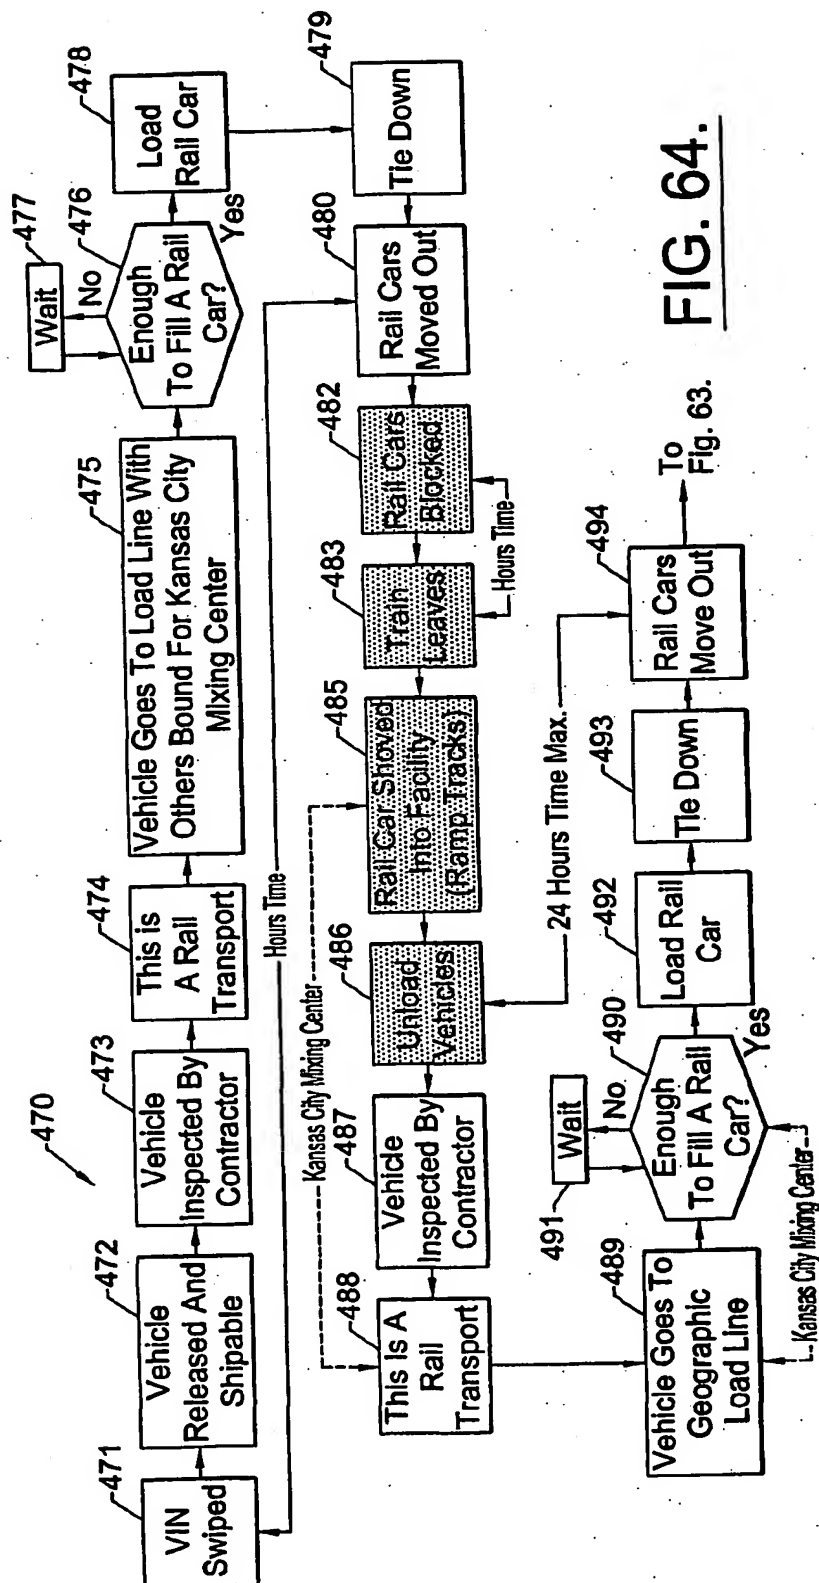 470
471
VIN
Swiped
472
Vehicle
Released And
Shipable
473
Vehicle
Inspected By
Contractor
474
This is
A Rail
Transport
475
Vehicle Goes To Load Line With
Others Bound For Kansas City
Mixing Center
476
Enough
To Fill A Rail
Car?
No
Yes
477
Wait
478
Load
Rail Car
Hours Time
479
Tie Down
480
Rail Cars
Moved Out
482
Rail Cars
Blocked
483
Train
Leaves
Hours Time
485
Rail Car Shoved
Into Facility
(Ramp Tracks)
486
Unload
Vehicles
487
Vehicle
Inspected By
Contractor
488
This Is A
Rail
Transport
Kansas City Mixing Center
24 Hours Time Max.
489
Vehicle Goes To
Geographic
Load Line
490
Enough
To Fill A Rail
Car?
No
Yes
491
Wait
492
Load Rail
Car
493
Tie Down
494
Rail Cars
Move Out
To
Fig. 63.
Kansas City Mixing Center
FIG. 64.